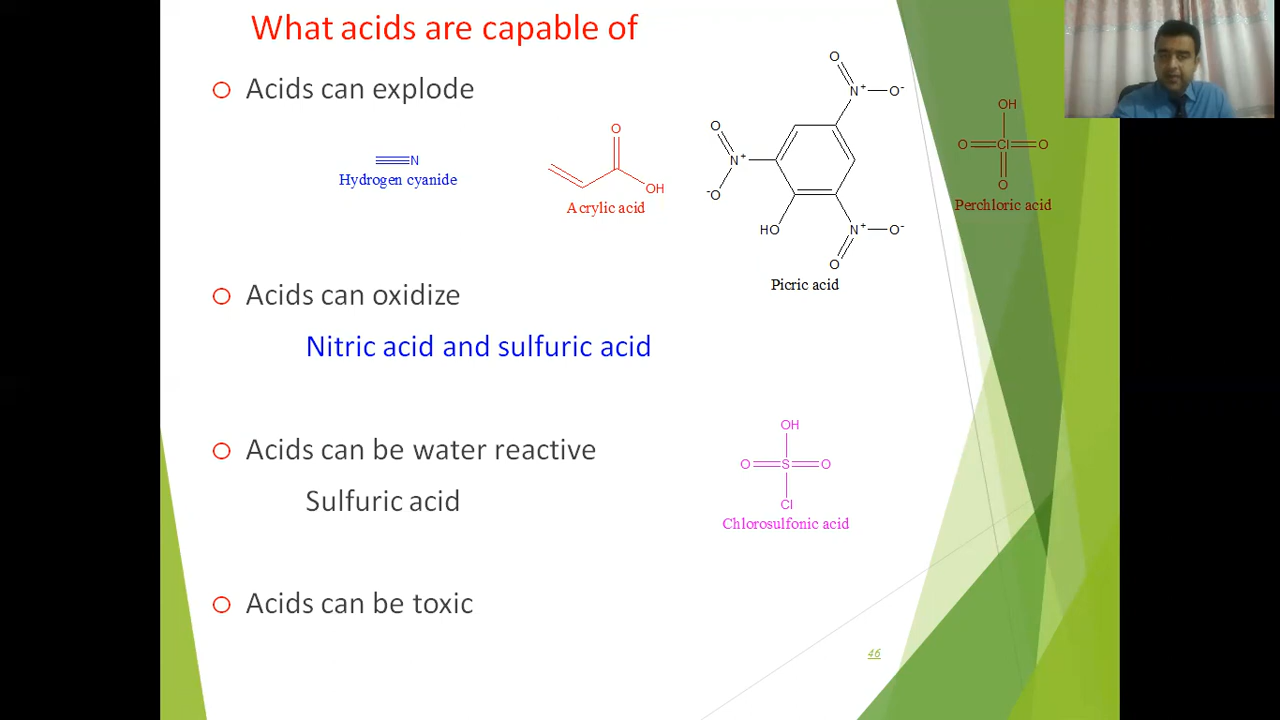 What acids are capable of
Acids can explode
N
Hydrogen cyanide
O
OH
Acrylic acid
O
N+ O-
O
N+
-O
HO
N+ O-
O
Picric acid
OH
O Cl O
O
Perchloric acid
Acids can oxidize
Nitric acid and sulfuric acid
Acids can be water reactive
Sulfuric acid
OH
O S O
Cl
Chlorosulfonic acid
Acids can be toxic
46